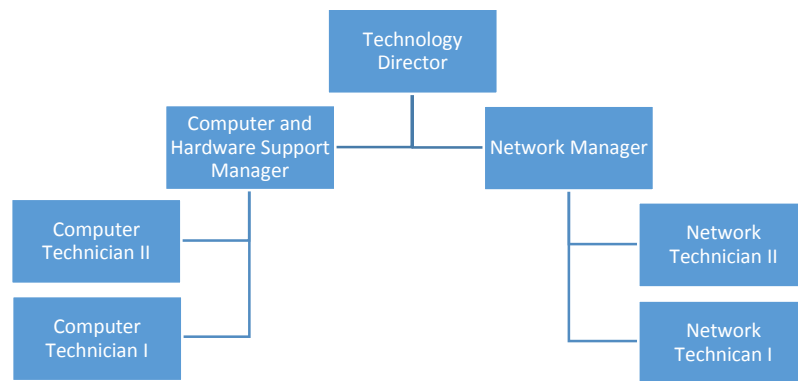 Technology
Director
Computer and
Hardware Support
Manager
Network Manager
Computer
Technician II
Network
Technician II
Computer
Technician I
Network
Technican I